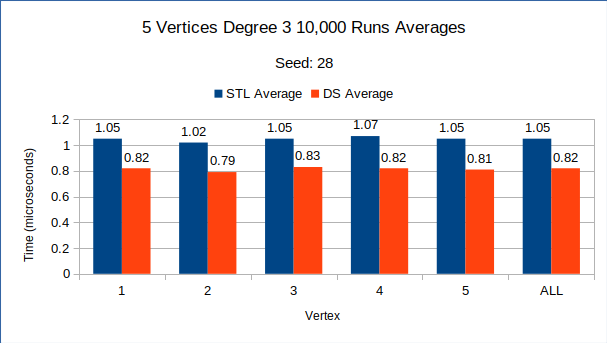 5 Vertices Degree 3 10,000 Runs Averages
Seed: 28
STL Average DS Average
Time (microseconds)
1.2
1
0.8
0.6
0.4
0.2
0
1.05 0.82 1.02 0.79 1.05 0.83 1.07 0.82 1.05 0.81 1.05 0.82
1 2 3 4 5 ALL
Vertex